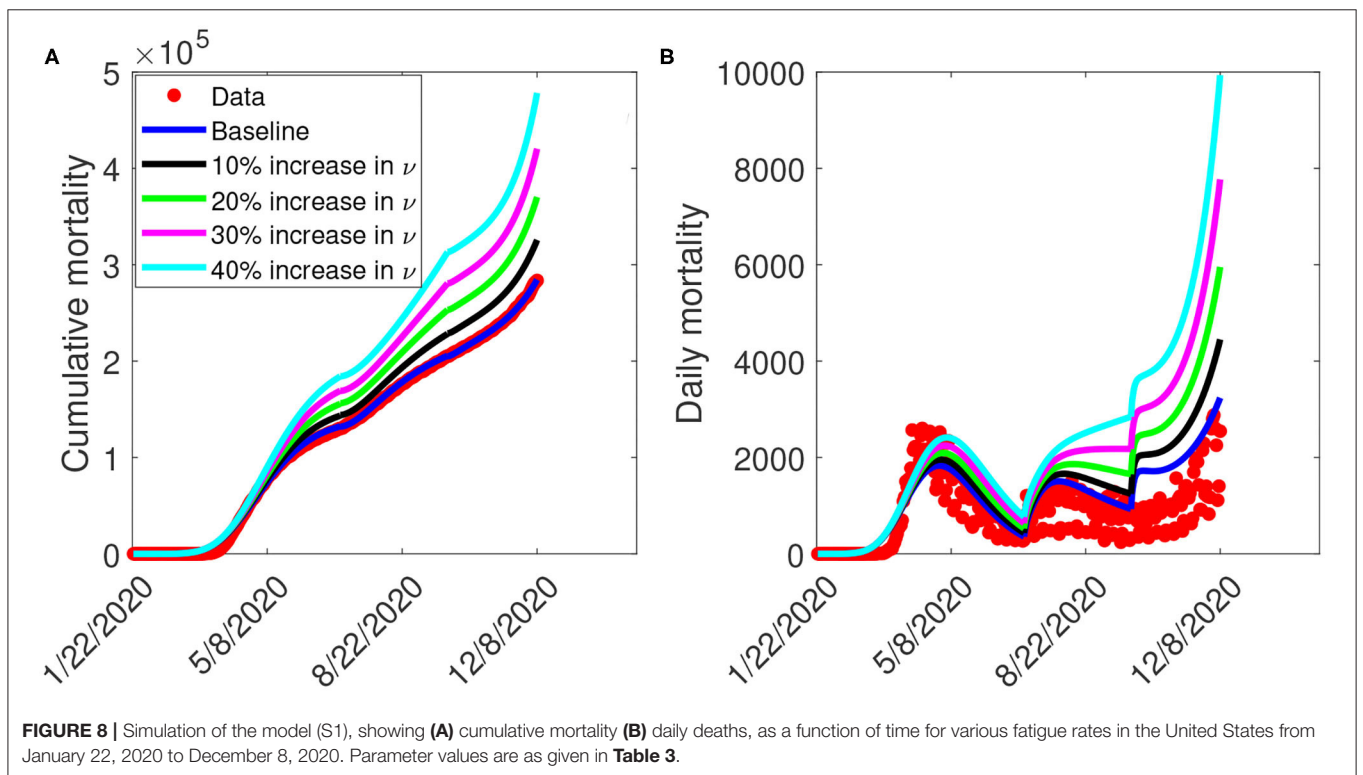 A
×10^5
5
4
3
2
1
0
Cumulative mortality
Data
Baseline
10% increase in ν
20% increase in ν
30% increase in ν
40% increase in ν
1/22/2020
5/8/2020
8/22/2020
12/8/2020
B
10000
8000
6000
4000
2000
0
Daily mortality
1/22/2020
5/8/2020
8/22/2020
12/8/2020
FIGURE 8 | Simulation of the model (S1), showing (A) cumulative mortality (B) daily deaths, as a function of time for various fatigue rates in the United States from
January 22, 2020 to December 8, 2020. Parameter values are as given in Table 3.